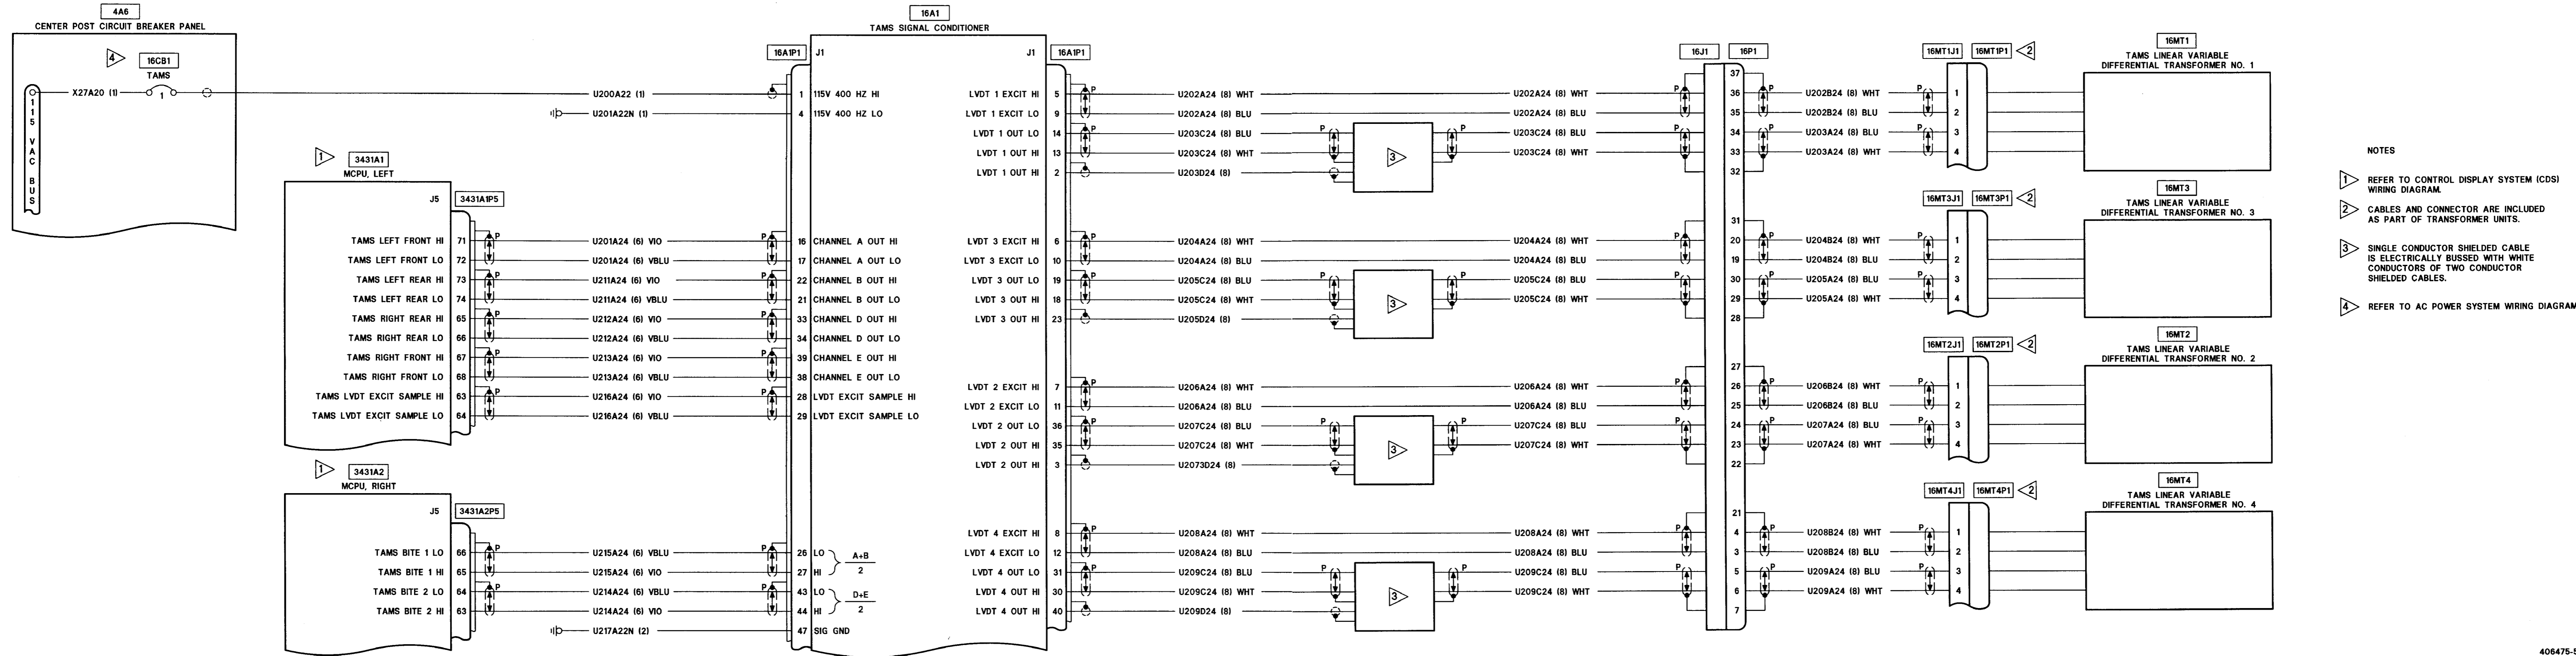 4A6
CENTER POST CIRCUIT BREAKER PANEL
4
16CB1
TAMS
1
115 VAC BUS
X27A20 (1)
U200A22 (1)
U201A22N (1)
16A1
TAMS SIGNAL CONDITIONER
16A1P1 J1
1 115V 400 HZ HI
4 115V 400 HZ LO
1
3431A1
MCPU, LEFT
J5 3431A1P5
TAMS LEFT FRONT HI 71 P U201A24 (6) VIO P 16 CHANNEL A OUT HI
TAMS LEFT FRONT LO 72 U201A24 (6) VBLU 17 CHANNEL A OUT LO
TAMS LEFT REAR HI 73 P U211A24 (6) VIO P 22 CHANNEL B OUT HI
TAMS LEFT REAR LO 74 U211A24 (6) VBLU 21 CHANNEL B OUT LO
TAMS RIGHT REAR HI 65 P U212A24 (6) VIO P 33 CHANNEL D OUT HI
TAMS RIGHT REAR LO 66 U212A24 (6) VBLU 34 CHANNEL D OUT LO
TAMS RIGHT FRONT HI 67 P U213A24 (6) VIO P 39 CHANNEL E OUT HI
TAMS RIGHT FRONT LO 68 U213A24 (6) VBLU 38 CHANNEL E OUT LO
TAMS LVDT EXCIT SAMPLE HI 63 P U216A24 (6) VIO P 28 LVDT EXCIT SAMPLE HI
TAMS LVDT EXCIT SAMPLE LO 64 U216A24 (6) VBLU 29 LVDT EXCIT SAMPLE LO
1
3431A2
MCPU, RIGHT
J5 3431A2P5
TAMS BITE 1 LO 66 P U215A24 (6) VBLU P 26 LO
TAMS BITE 1 HI 65 U215A24 (6) VIO 27 HI
A+B
2
TAMS BITE 2 LO 64 P U214A24 (6) VBLU P 43 LO
TAMS BITE 2 HI 63 U214A24 (6) VIO 44 HI
D+E
2
U217A22N (2) 47 SIG GND
J1 16A1P1
16J1 16P1
37
LVDT 1 EXCIT HI 5 P U202A24 (8) WHT U202A24 (8) WHT P 36 P U202B24 (8) WHT P 1
LVDT 1 EXCIT LO 9 U202A24 (8) BLU U202A24 (8) BLU 35 U202B24 (8) BLU 2
LVDT 1 OUT LO 14 P U203C24 (8) BLU P P U203C24 (8) BLU P 34 P U203A24 (8) BLU P 3
LVDT 1 OUT HI 13 U203C24 (8) WHT 3 U203C24 (8) WHT 33 U203A24 (8) WHT 4
LVDT 1 OUT HI 2 U203D24 (8) 32
16MT1J1 16MT1P1 2
16MT1
TAMS LINEAR VARIABLE
DIFFERENTIAL TRANSFORMER NO. 1
31
LVDT 3 EXCIT HI 6 P U204A24 (8) WHT U204A24 (8) WHT P 20 P U204B24 (8) WHT P 1
LVDT 3 EXCIT LO 10 U204A24 (8) BLU U204A24 (8) BLU 19 U204B24 (8) BLU 2
LVDT 3 OUT LO 19 P U205C24 (8) BLU P P U205C24 (8) BLU P 30 P U205A24 (8) BLU P 3
LVDT 3 OUT HI 18 U205C24 (8) WHT 3 U205C24 (8) WHT 29 U205A24 (8) WHT 4
LVDT 3 OUT HI 23 U205D24 (8) 28
16MT3J1 16MT3P1 2
16MT3
TAMS LINEAR VARIABLE
DIFFERENTIAL TRANSFORMER NO. 3
27
LVDT 2 EXCIT HI 7 P U206A24 (8) WHT U206A24 (8) WHT P 26 P U206B24 (8) WHT P 1
LVDT 2 EXCIT LO 11 U206A24 (8) BLU U206A24 (8) BLU 25 U206B24 (8) BLU 2
LVDT 2 OUT LO 36 P U207C24 (8) BLU P P U207C24 (8) BLU P 24 P U207A24 (8) BLU P 3
LVDT 2 OUT HI 35 U207C24 (8) WHT 3 U207C24 (8) WHT 23 U207A24 (8) WHT 4
LVDT 2 OUT HI 3 U2073D24 (8) 22
16MT2J1 16MT2P1 2
16MT2
TAMS LINEAR VARIABLE
DIFFERENTIAL TRANSFORMER NO. 2
21
LVDT 4 EXCIT HI 8 P U208A24 (8) WHT U208A24 (8) WHT P 4 P U208B24 (8) WHT P 1
LVDT 4 EXCIT LO 12 U208A24 (8) BLU U208A24 (8) BLU 3 U208B24 (8) BLU 2
LVDT 4 OUT LO 31 P U209C24 (8) BLU P P U209C24 (8) BLU P 5 P U209A24 (8) BLU P 3
LVDT 4 OUT HI 30 U209C24 (8) WHT 3 U209C24 (8) WHT 6 U209A24 (8) WHT 4
LVDT 4 OUT HI 40 U209D24 (8) 7
16MT4J1 16MT4P1 2
16MT4
TAMS LINEAR VARIABLE
DIFFERENTIAL TRANSFORMER NO. 4
NOTES
1 REFER TO CONTROL DISPLAY SYSTEM (CDS)
WIRING DIAGRAM.
2 CABLES AND CONNECTOR ARE INCLUDED
AS PART OF TRANSFORMER UNITS.
3 SINGLE CONDUCTOR SHIELDED CABLE
IS ELECTRICALLY BUSSED WITH WHITE
CONDUCTORS OF TWO CONDUCTOR
SHIELDED CABLES.
4 REFER TO AC POWER SYSTEM WIRING DIAGRAM